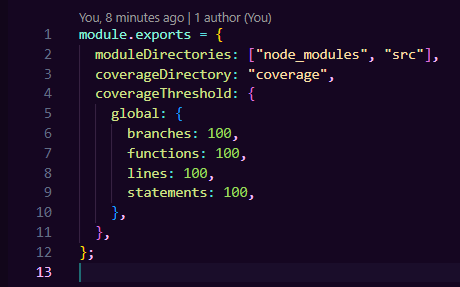 You, 8 minutes ago | 1 author (You)
1 module.exports = {
2   moduleDirectories: ["node_modules", "src"],
3   coverageDirectory: "coverage",
4   coverageThreshold: {
5     global: {
6       branches: 100,
7       functions: 100,
8       lines: 100,
9       statements: 100,
10     },
11   },
12 };
13